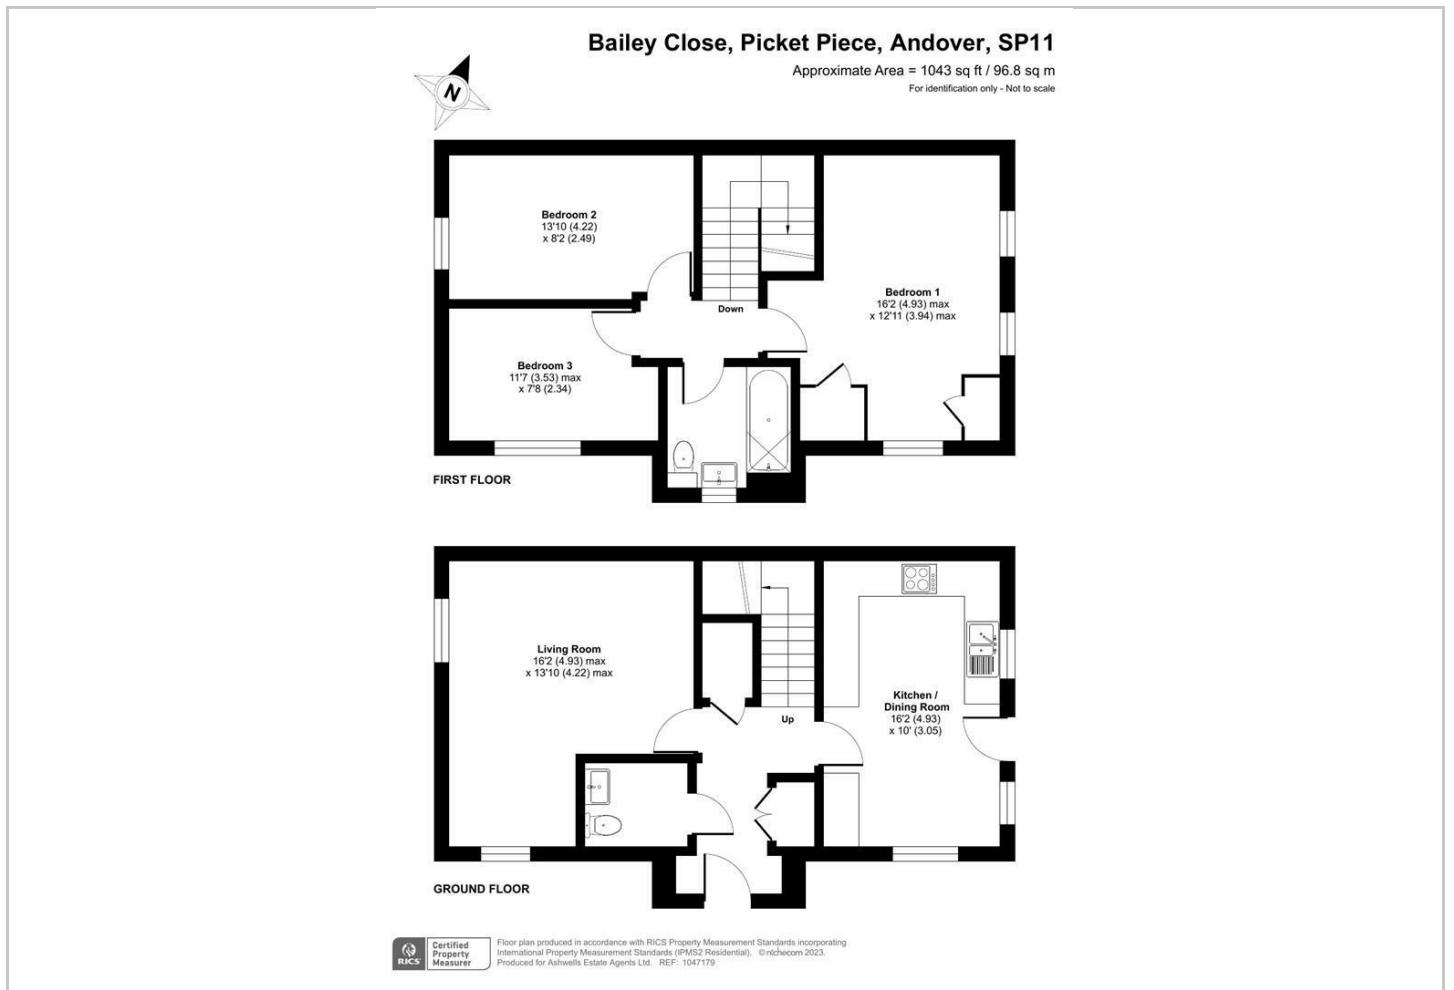 Bailey Close, Picket Piece, Andover, SP11
Approximate Area = 1043 sq ft / 96.8 sq m
For identification only - Not to scale
N
Bedroom 2
13'10 (4.22)
x 8'2 (2.49)
Down
Bedroom 1
16'2 (4.93) max
x 12'11 (3.94) max
Bedroom 3
11'7 (3.53) max
x 7'8 (2.34)
FIRST FLOOR
Living Room
16'2 (4.93) max
x 13'10 (4.22) max
Up
Kitchen /
Dining Room
16'2 (4.93)
x 10' (3.05)
GROUND FLOOR
RICS
Certified
Property
Measurer
Floor plan produced in accordance with RICS Property Measurement Standards incorporating
International Property Measurement Standards (IPMS2 Residential). © nichecom 2023.
Produced for Ashwells Estate Agents Ltd. REF: 1047179